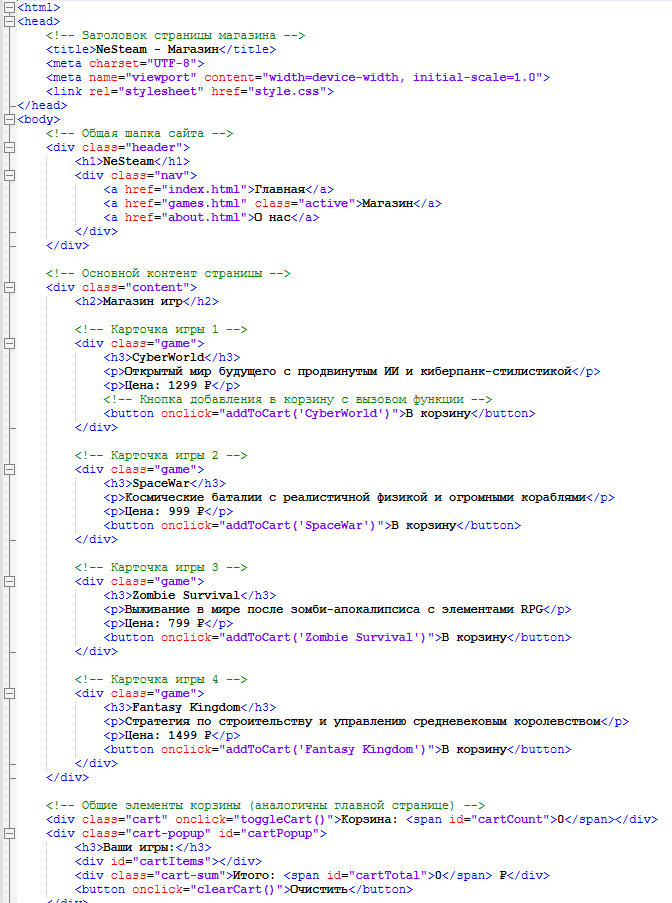 <html>
<head>
<!-- Заголовок страницы магазина -->
<title>NeSteam - Магазин</title>
<meta charset="UTF-8">
<meta name="viewport" content="width=device-width, initial-scale=1.0">
<link rel="stylesheet" href="style.css">
</head>
<body>
<!-- Общая шапка сайта -->
<div class="header">
<h1>NeSteam</h1>
<div class="nav">
<a href="index.html">Главная</a>
<a href="games.html" class="active">Магазин</a>
<a href="about.html">О нас</a>
</div>
</div>
<!-- Основной контент страницы -->
<div class="content">
<h2>Магазин игр</h2>
<!-- Карточка игры 1 -->
<div class="game">
<h3>CyberWorld</h3>
<p>Открытый мир будущего с продвинутым ИИ и киберпанк-стилистикой</p>
<p>Цена: 1299 ₽</p>
<!-- Кнопка добавления в корзину с вызовом функции -->
<button onclick="addToCart('CyberWorld')">В корзину</button>
</div>
<!-- Карточка игры 2 -->
<div class="game">
<h3>SpaceWar</h3>
<p>Космические баталии с реалистичной физикой и огромными кораблями</p>
<p>Цена: 999 ₽</p>
<button onclick="addToCart('SpaceWar')">В корзину</button>
</div>
<!-- Карточка игры 3 -->
<div class="game">
<h3>Zombie Survival</h3>
<p>Выживание в мире после зомби-апокалипсиса с элементами RPG</p>
<p>Цена: 799 ₽</p>
<button onclick="addToCart('Zombie Survival')">В корзину</button>
</div>
<!-- Карточка игры 4 -->
<div class="game">
<h3>Fantasy Kingdom</h3>
<p>Стратегия по строительству и управлению средневековым королевством</p>
<p>Цена: 1499 ₽</p>
<button onclick="addToCart('Fantasy Kingdom')">В корзину</button>
</div>
</div>
<!-- Общие элементы корзины (аналогичны главной странице) -->
<div class="cart" onclick="toggleCart()">Корзина: <span id="cartCount">0</span></div>
<div class="cart-popup" id="cartPopup">
<h3>Ваши игры:</h3>
<div id="cartItems"></div>
<div class="cart-sum">Итого: <span id="cartTotal">0</span> ₽</div>
<button onclick="clearCart()">Очистить</button>
</div>